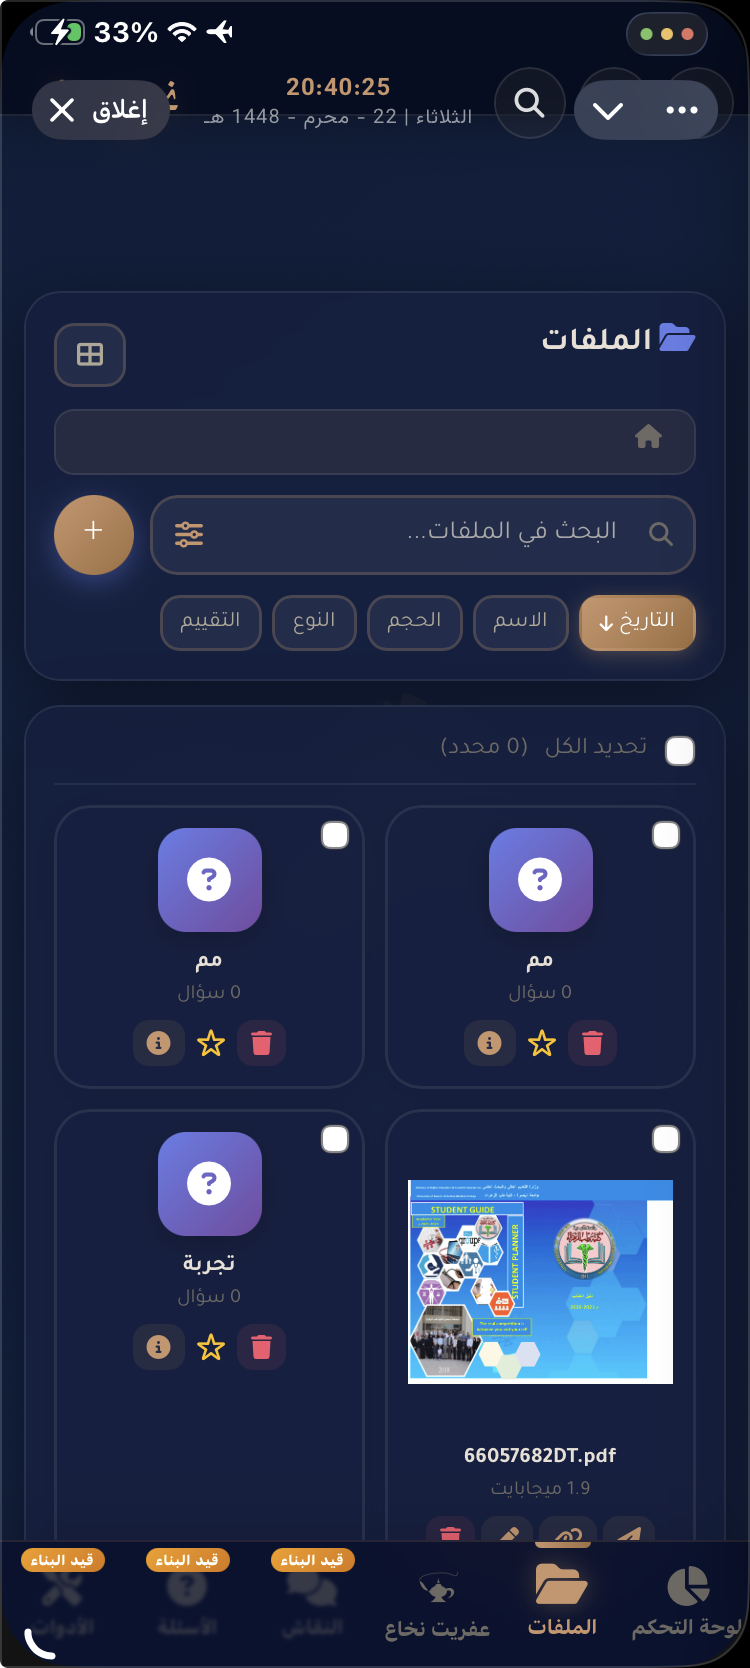 33%
إغلاق
20:40:25
الثلاثاء | 22 - محرم - 1448 هـ
الملفات
البحث في الملفات...
+
التاريخ ↓
الاسم
الحجم
النوع
التقييم
تحديد الكل (0 محدد)
مم
0 سؤال
مم
0 سؤال
STUDENT GUIDE
STUDENT PLANNER
2018
66057682DT.pdf
1.9 ميجابايت
تجربة
0 سؤال
لوحة التحكم
الملفات
عفريت نخاع
قيد البناء
النقاش
قيد البناء
الأسئلة
قيد البناء
الأدوات